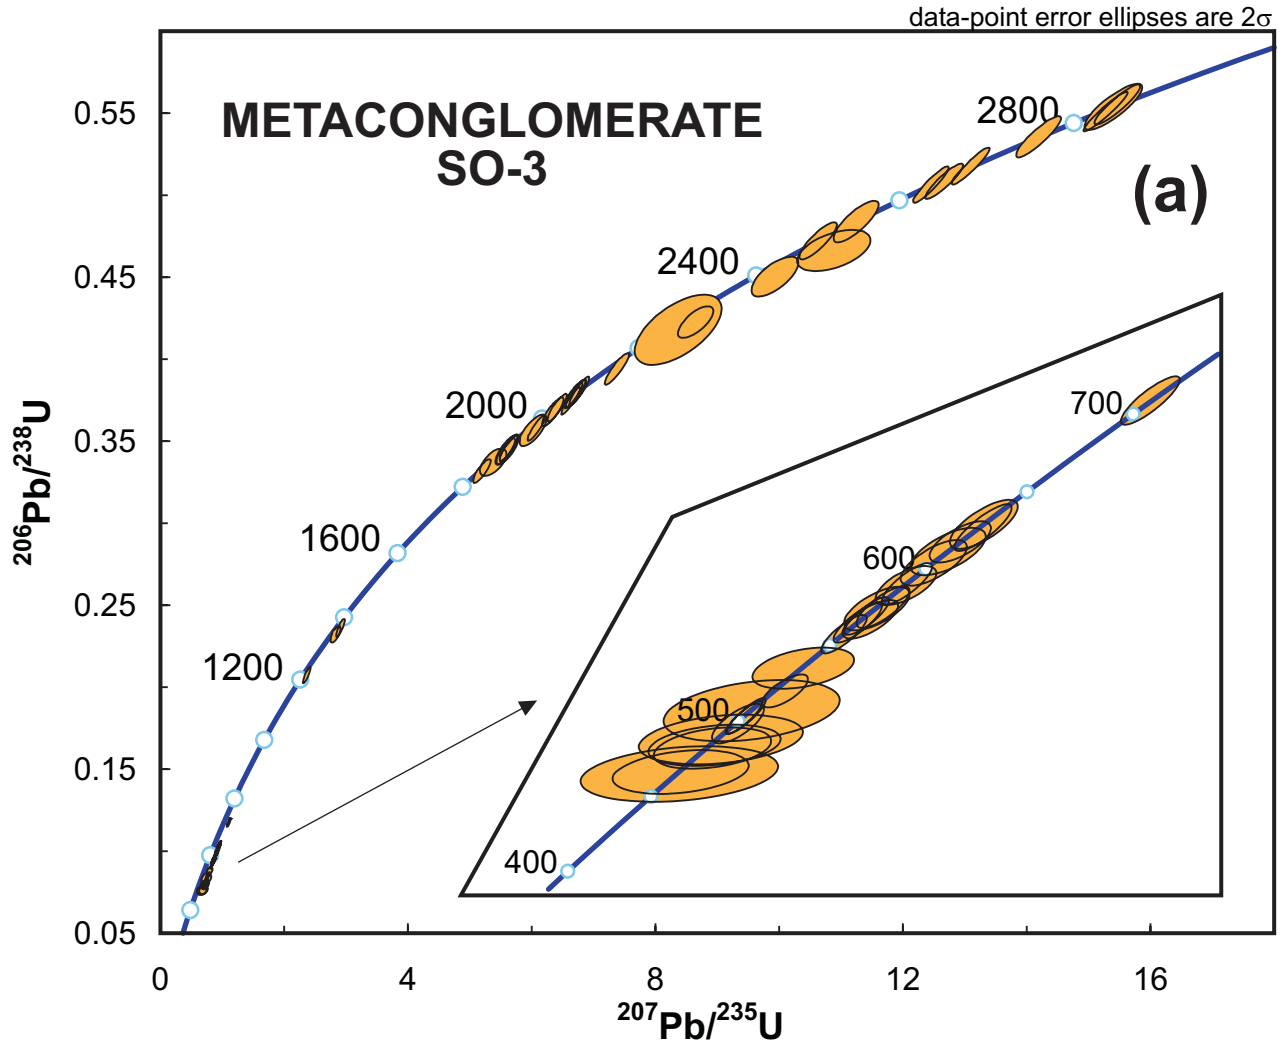 data-point error ellipses are 2σ
METACONGLOMERATE
SO-3
(a)
2800
2400
2000
1600
1200
700
600
500
400
0.55
0.45
0.35
0.25
0.15
0.05
206Pb/238U
0 4 8 12 16
207Pb/235U